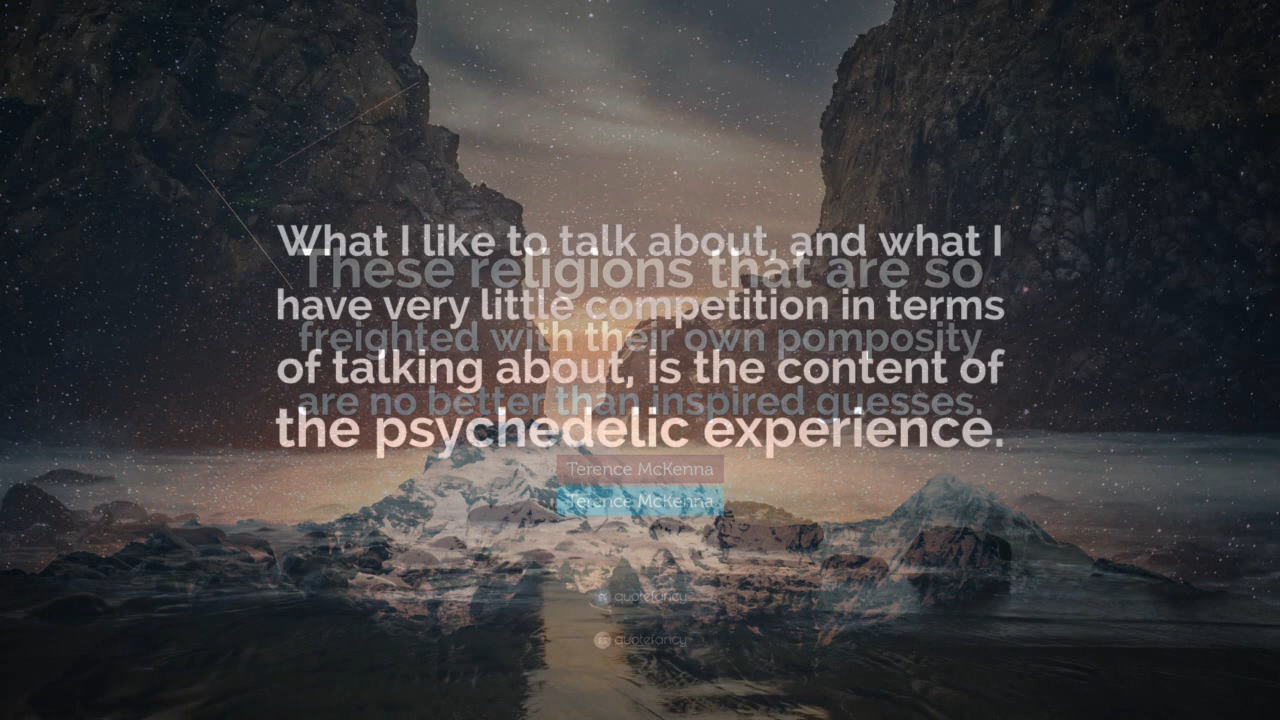 What I like to talk about, and what I
These religions that are so
have very little competition in terms
freighted with their own pomposity
of talking about, is the content of
are no better than inspired guesses.
the psychedelic experience.
Terence McKenna
Terence McKenna
quotefancy
quotefancy